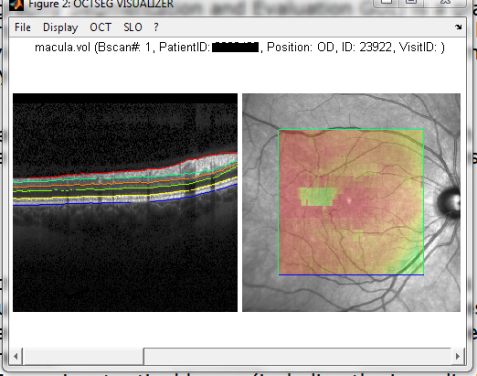 Figure 2: OCTSEG VISUALIZER
File Display OCT SLO ?
macula.vol (Bscan#: 1, PatientID: , Position: OD, ID: 23922, VisitID: )